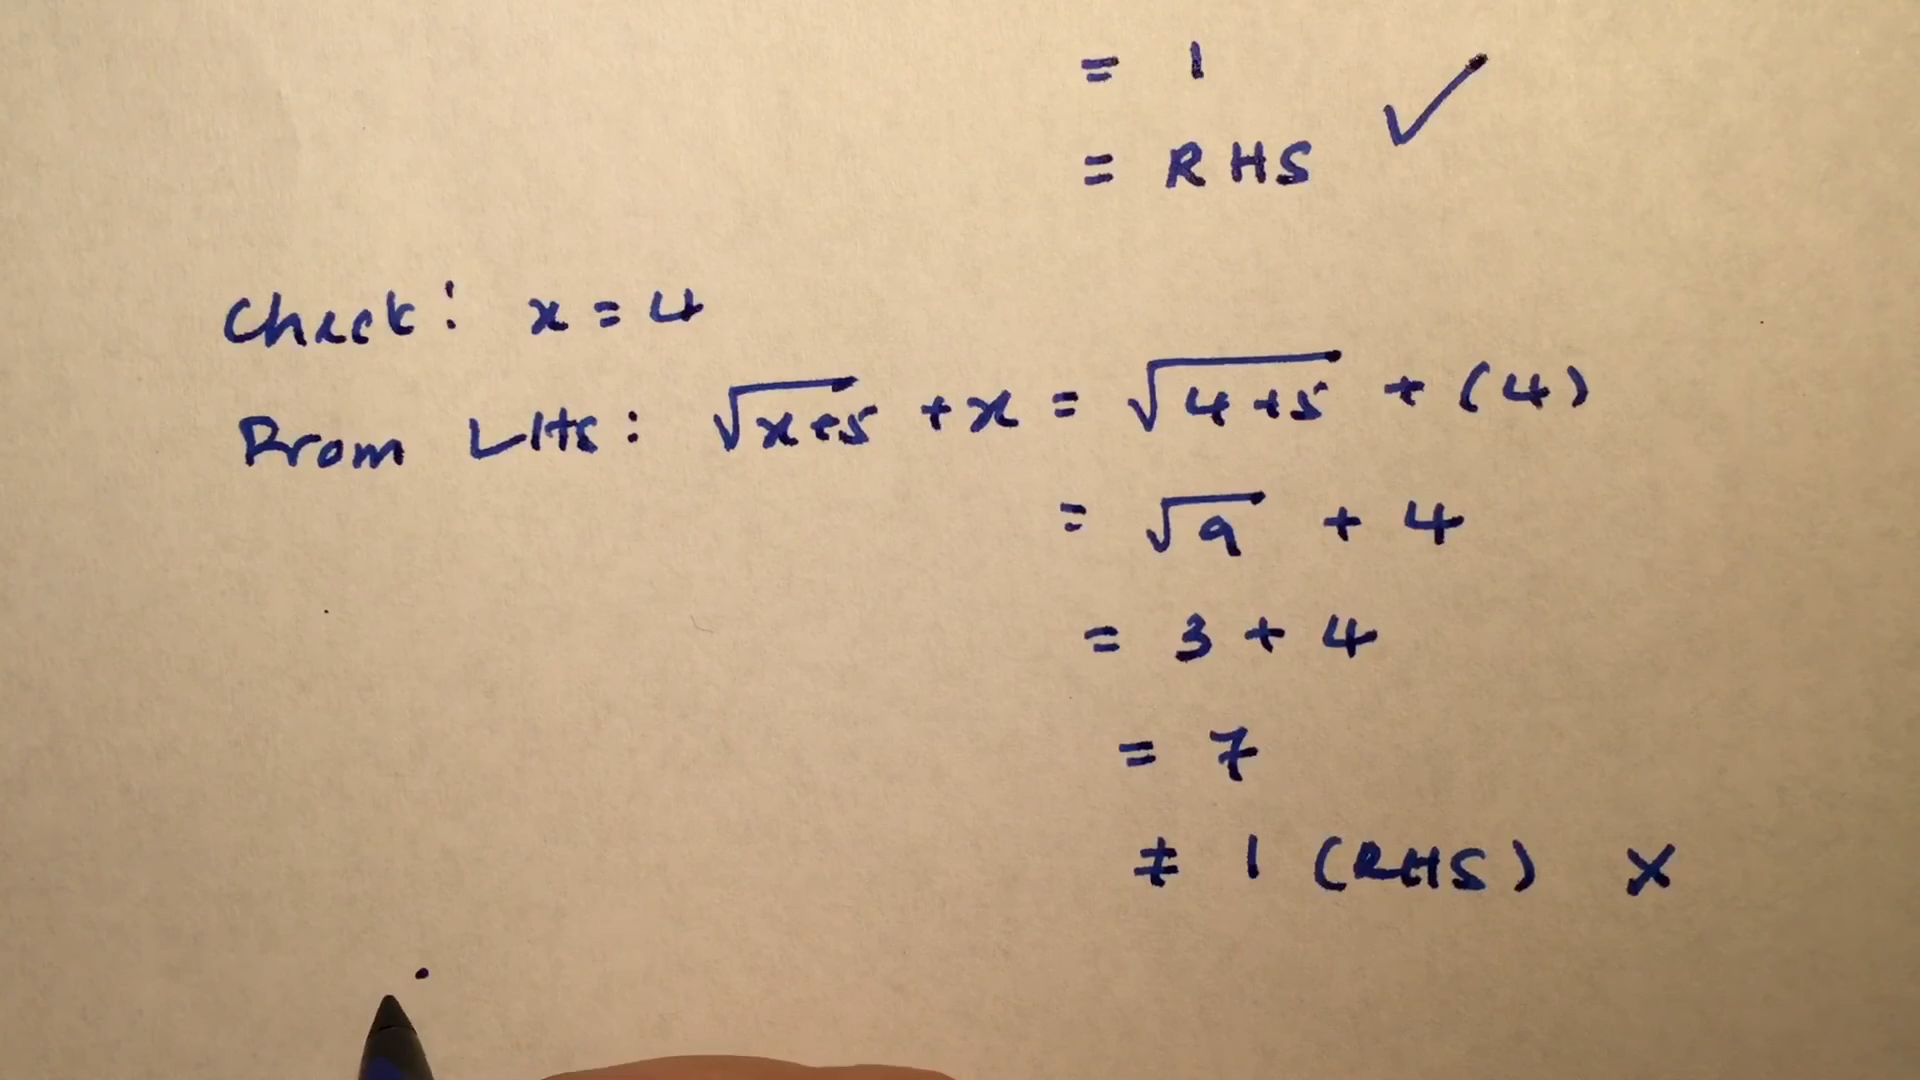 = 1
= RHS ✓
Check: x = 4
From LHS: √(x+5) + x = √(4+5) + (4)
= √9 + 4
= 3 + 4
= 7
≠ 1 (RHS) ×